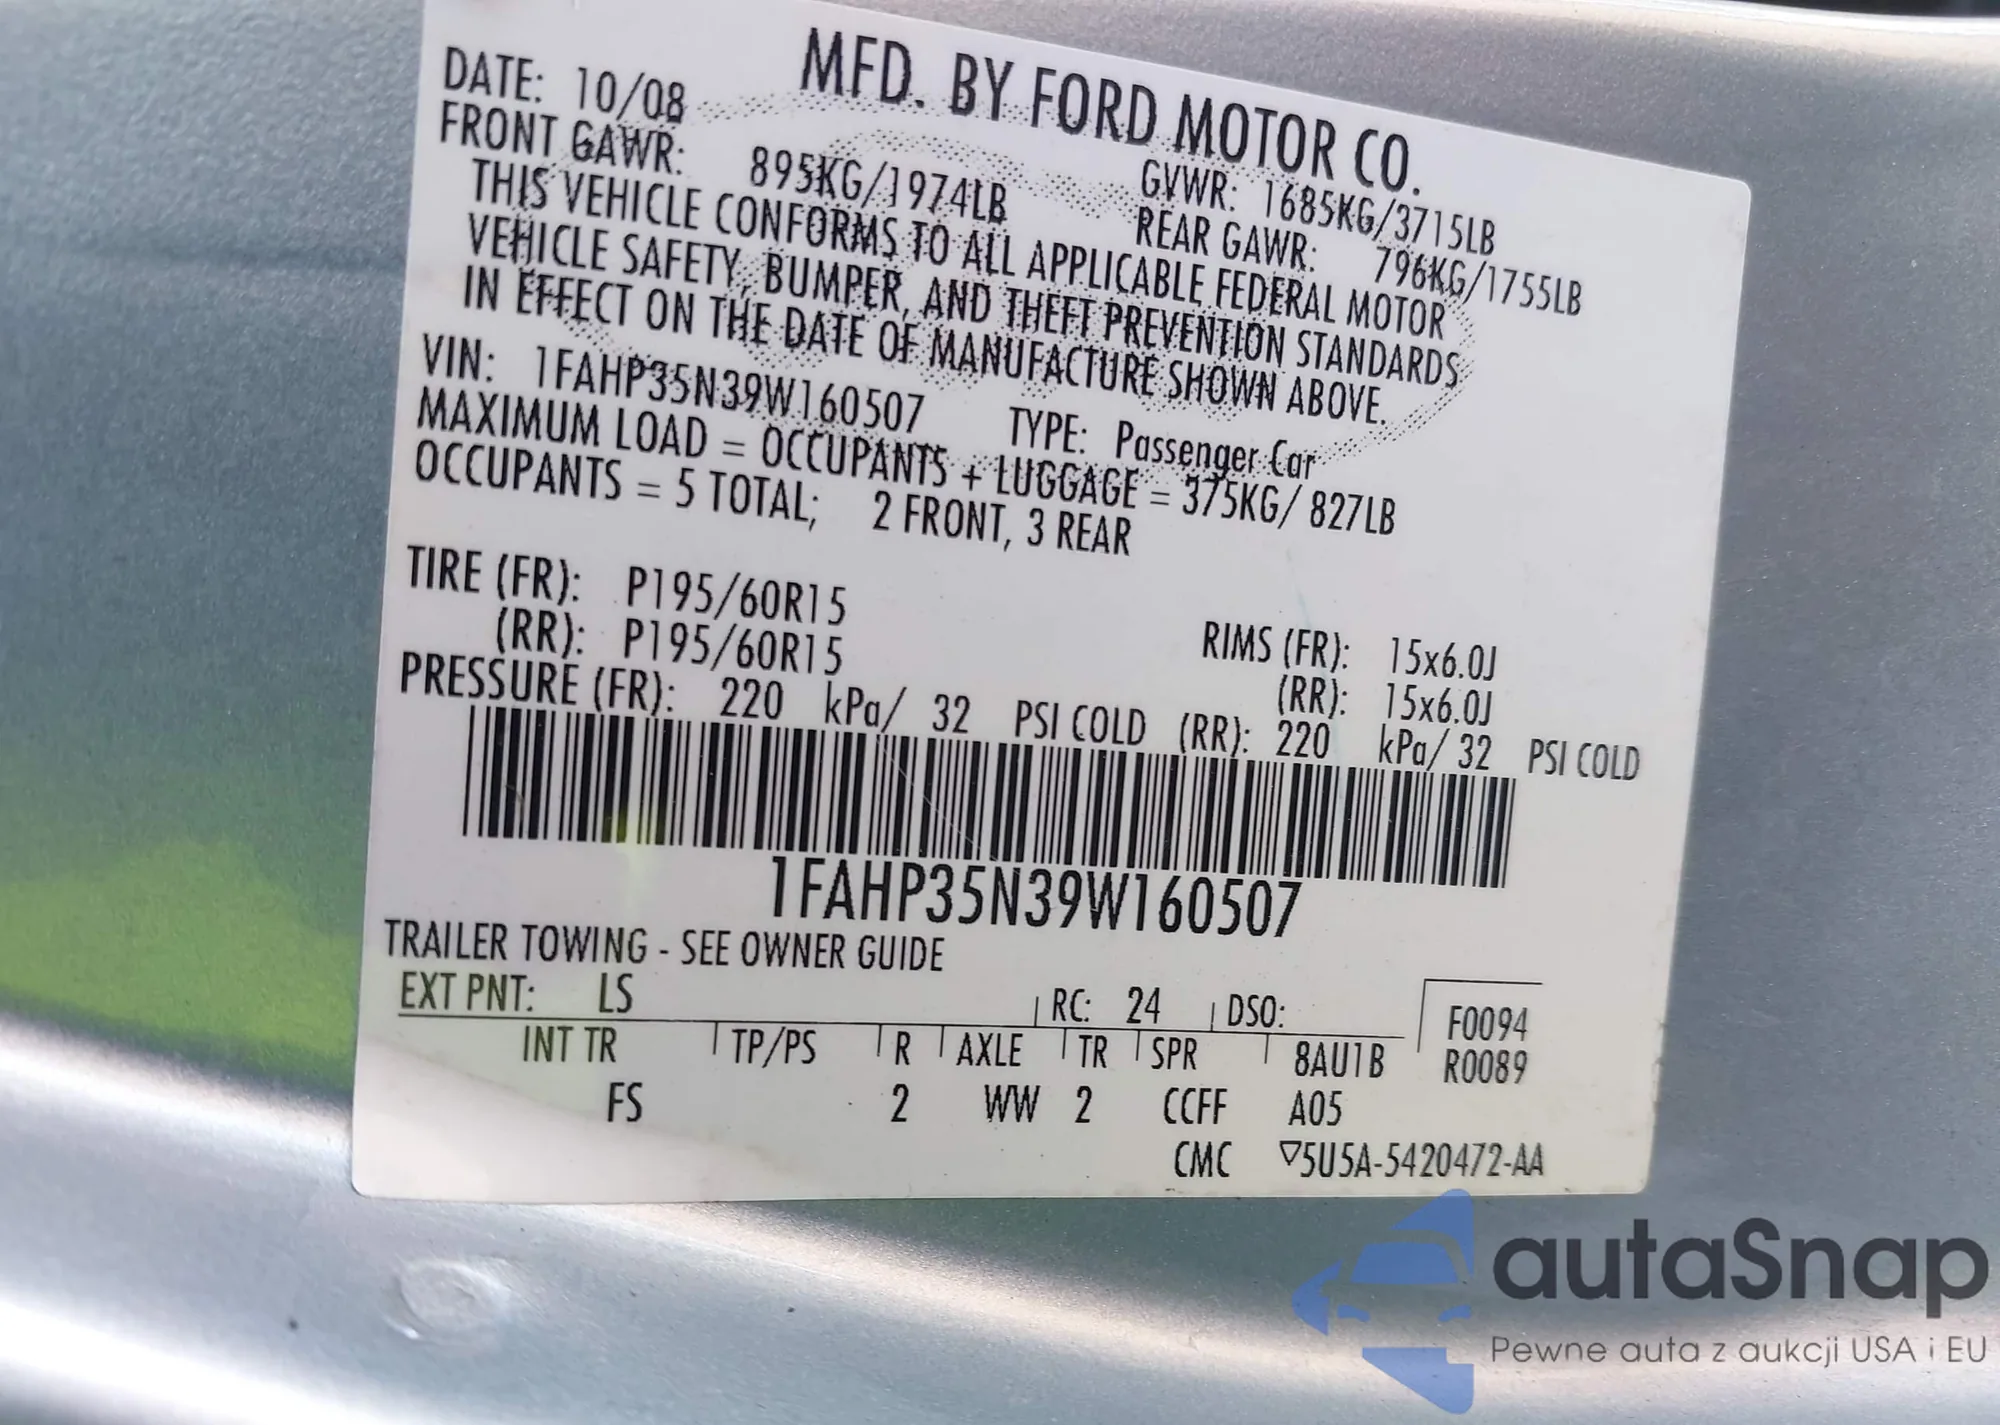 MFD. BY FORD MOTOR CO.
DATE: 10/08 GVWR: 1685KG/3715LB
FRONT GAWR: 895KG/1974LB REAR GAWR: 796KG/1755LB
THIS VEHICLE CONFORMS TO ALL APPLICABLE FEDERAL MOTOR
VEHICLE SAFETY, BUMPER, AND THEFT PREVENTION STANDARDS
IN EFFECT ON THE DATE OF MANUFACTURE SHOWN ABOVE.
VIN: 1FAHP35N39W160507 TYPE: Passenger Car
MAXIMUM LOAD = OCCUPANTS + LUGGAGE = 375KG/ 827LB
OCCUPANTS = 5 TOTAL; 2 FRONT, 3 REAR
TIRE (FR): P195/60R15 RIMS (FR): 15x6.0J
(RR): P195/60R15 (RR): 15x6.0J
PRESSURE (FR): 220 kPa/ 32 PSI COLD (RR): 220 kPa/ 32 PSI COLD
1FAHP35N39W160507
TRAILER TOWING - SEE OWNER GUIDE
EXT PNT: LS RC: 24 DSO: F0094
INT TR TP/PS R AXLE TR SPR 8AU1B R0089
FS 2 WW 2 CCFF A05
CMC ▽5U5A-5420472-AA
autaSnap
Pewne auta z aukcji USA i EU